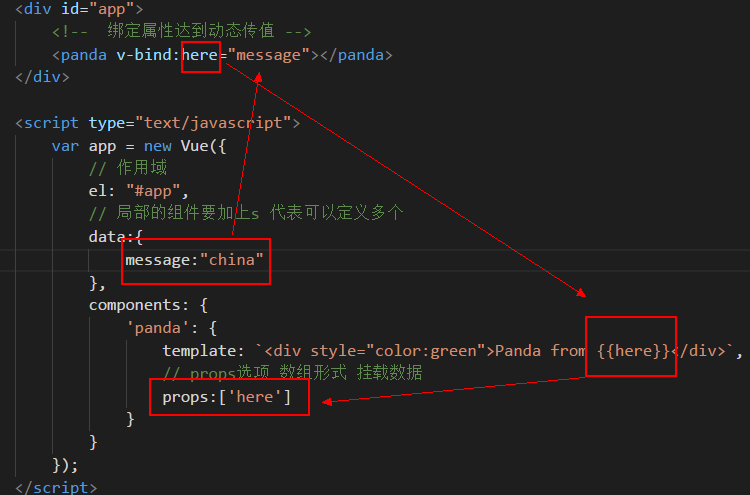 <div id="app">
<!--  绑定属性达到动态传值 -->
<panda v-bind:here="message"></panda>
</div>
<script type="text/javascript">
var app = new Vue({
// 作用域
el: "#app",
// 局部的组件要加上s 代表可以定义多个
data:{
message:"china"
},
components: {
'panda': {
template: `<div style="color:green">Panda from {{here}}</div>`,
// props选项 数组形式 挂载数据
props:['here']
}
}
});
</script>